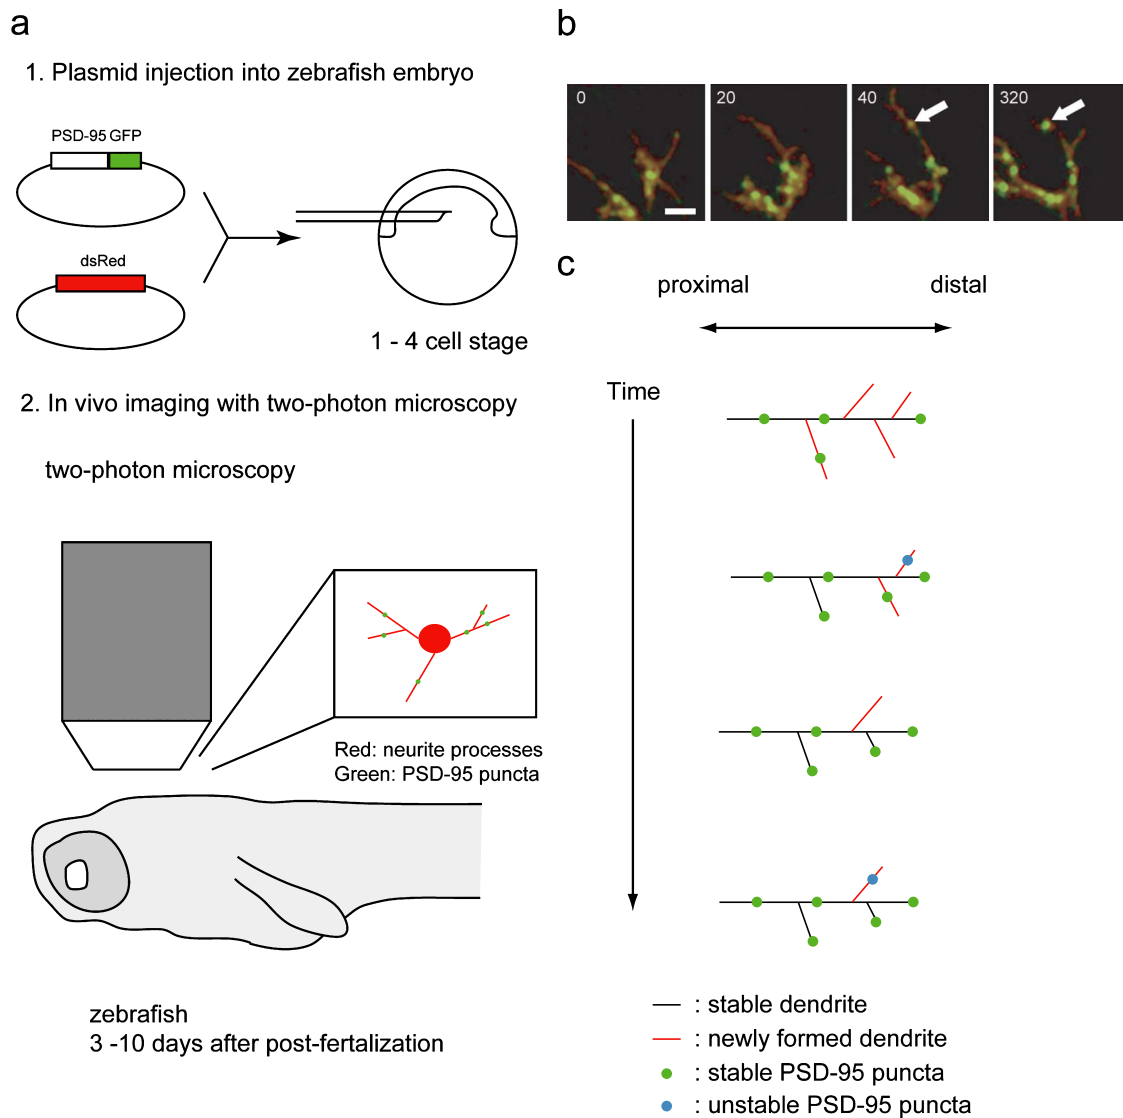 a
1. Plasmid injection into zebrafish embryo
PSD-95 GFP
dsRed
1 - 4 cell stage
2. In vivo imaging with two-photon microscopy
two-photon microscopy
Red: neurite processes
Green: PSD-95 puncta
zebrafish
3 -10 days after post-fertalization
b
0
20
40
320
c
proximal
distal
Time
: stable dendrite
: newly formed dendrite
: stable PSD-95 puncta
: unstable PSD-95 puncta